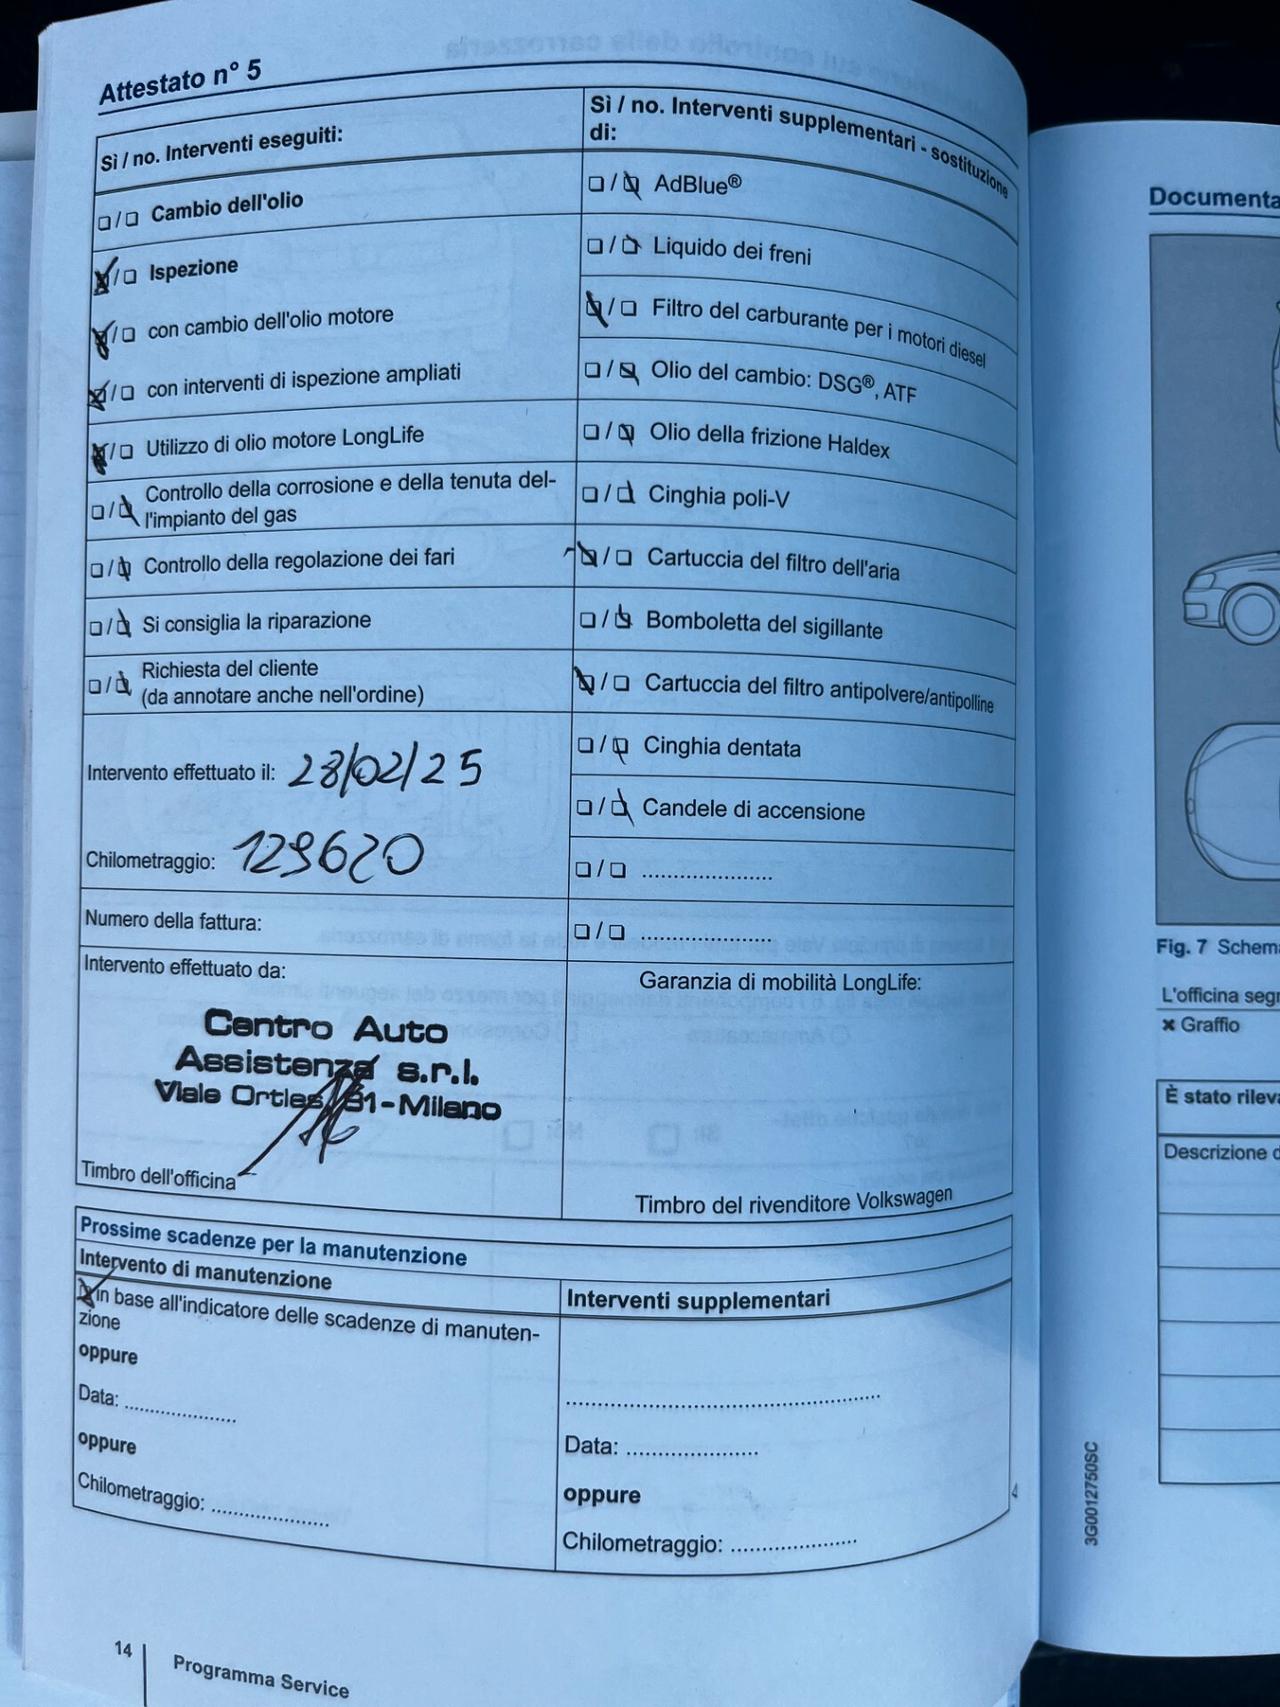 Attestato n° 5
Sì / no. Interventi eseguiti:
❑ / ❑ Cambio dell'olio
❑ / ❑ Ispezione
❑ / ❑ con cambio dell'olio motore
❑ / ❑ con interventi di ispezione ampliati
❑ / ❑ Utilizzo di olio motore LongLife
❑ / ❑ Controllo della corrosione e della tenuta del-
l'impianto del gas
❑ / ❑ Controllo della regolazione dei fari
❑ / ❑ Si consiglia la riparazione
❑ / ❑ Richiesta del cliente
(da annotare anche nell'ordine)
Intervento effettuato il: 28/02/25
Chilometraggio: 129620
Numero della fattura:
Intervento effettuato da:
Centro Auto
Assistenza s.r.l.
Viale Ortles, 81-Milano
Timbro dell'officina
Sì / no. Interventi supplementari - sostituzione
di:
❑ / ❑ AdBlue®
❑ / ❑ Liquido dei freni
❑ / ❑ Filtro del carburante per i motori diesel
❑ / ❑ Olio del cambio: DSG®, ATF
❑ / ❑ Olio della frizione Haldex
❑ / ❑ Cinghia poli-V
❑ / ❑ Cartuccia del filtro dell'aria
❑ / ❑ Bomboletta del sigillante
❑ / ❑ Cartuccia del filtro antipolvere/antipolline
❑ / ❑ Cinghia dentata
❑ / ❑ Candele di accensione
❑ / ❑ ......................
❑ / ❑ ......................
Garanzia di mobilità LongLife:
Timbro del rivenditore Volkswagen
Prossime scadenze per la manutenzione
Intervento di manutenzione
❑ in base all'indicatore delle scadenze di manuten-
zione
oppure
Data: ...................
oppure
Chilometraggio: ...................
Interventi supplementari
......................................................
Data: ......................
oppure
Chilometraggio: .....................
14
Programma Service
3G0012750SC
Documenta
Fig. 7 Schem
L'officina segn
✖ Graffio
È stato rileva
Descrizione d